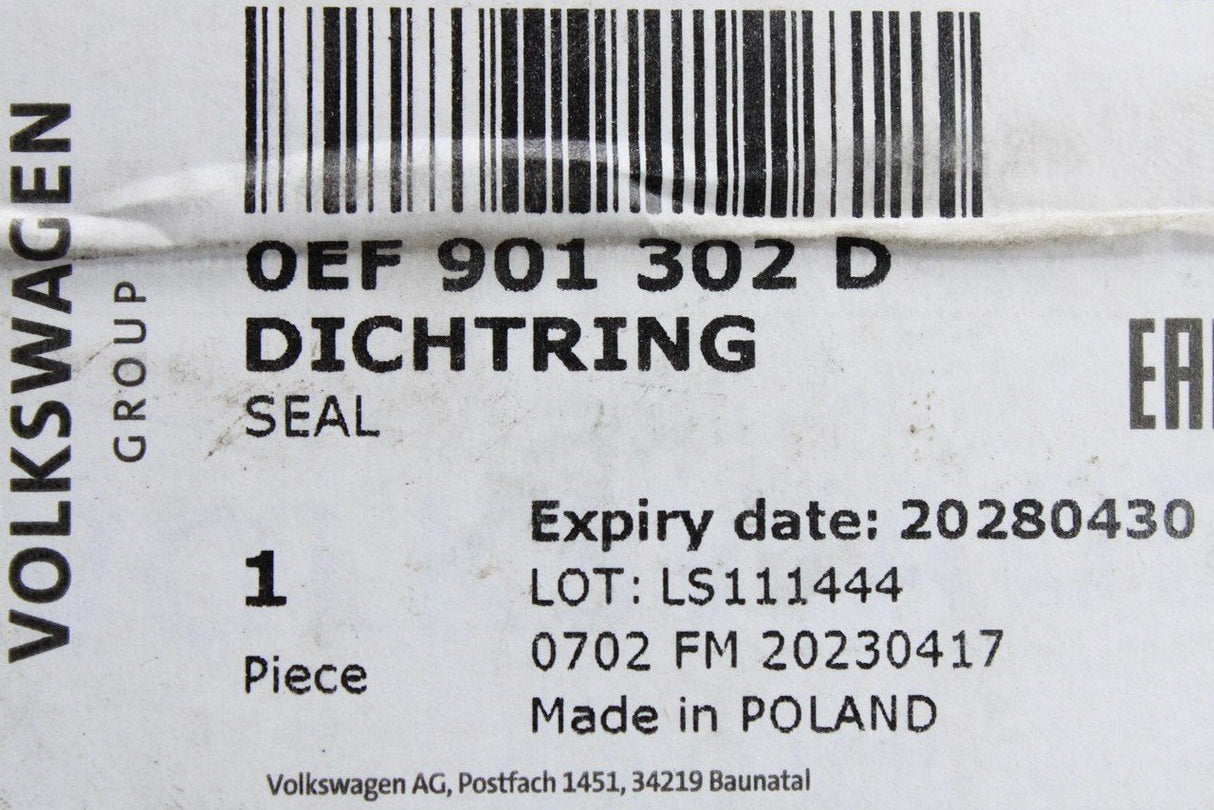 VOLKSWAGEN
GROUP
0EF 901 302 D
DICHTRING
SEAL
EAC
Expiry date: 20280430
1
LOT: LS111444
0702 FM 20230417
Piece
Made in POLAND
Volkswagen AG, Postfach 1451, 34219 Baunatal